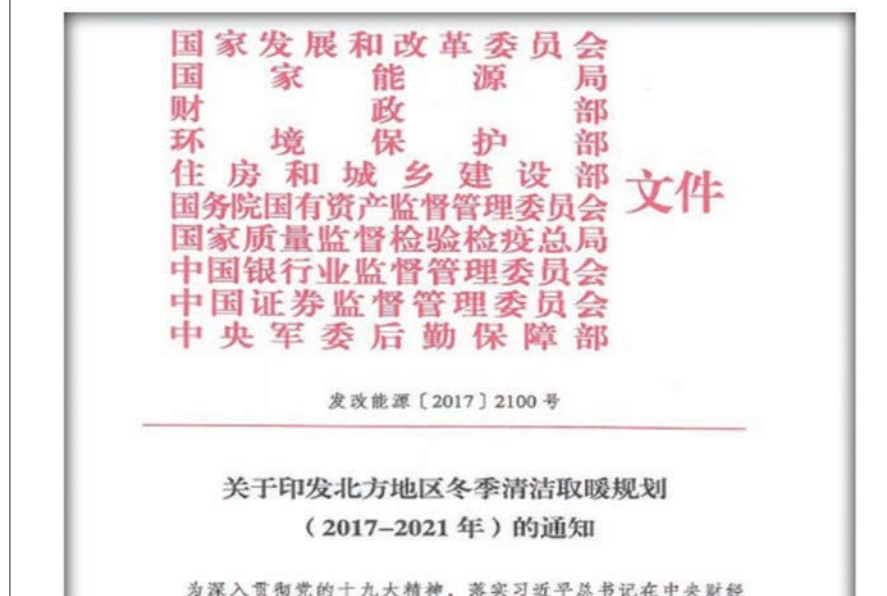 国家发展和改革委员会
国家能源局
财政部
环境保护部
住房和城乡建设部
国务院国有资产监督管理委员会
国家质量监督检验检疫总局
中国银行业监督管理委员会
中国证券监督管理委员会
中央军委后勤保障部
文件
发改能源〔2017〕2100号
关于印发北方地区冬季清洁取暖规划
（2017–2021年）的通知
为深入贯彻党的十九大精神，落实习近平总书记在中央财经